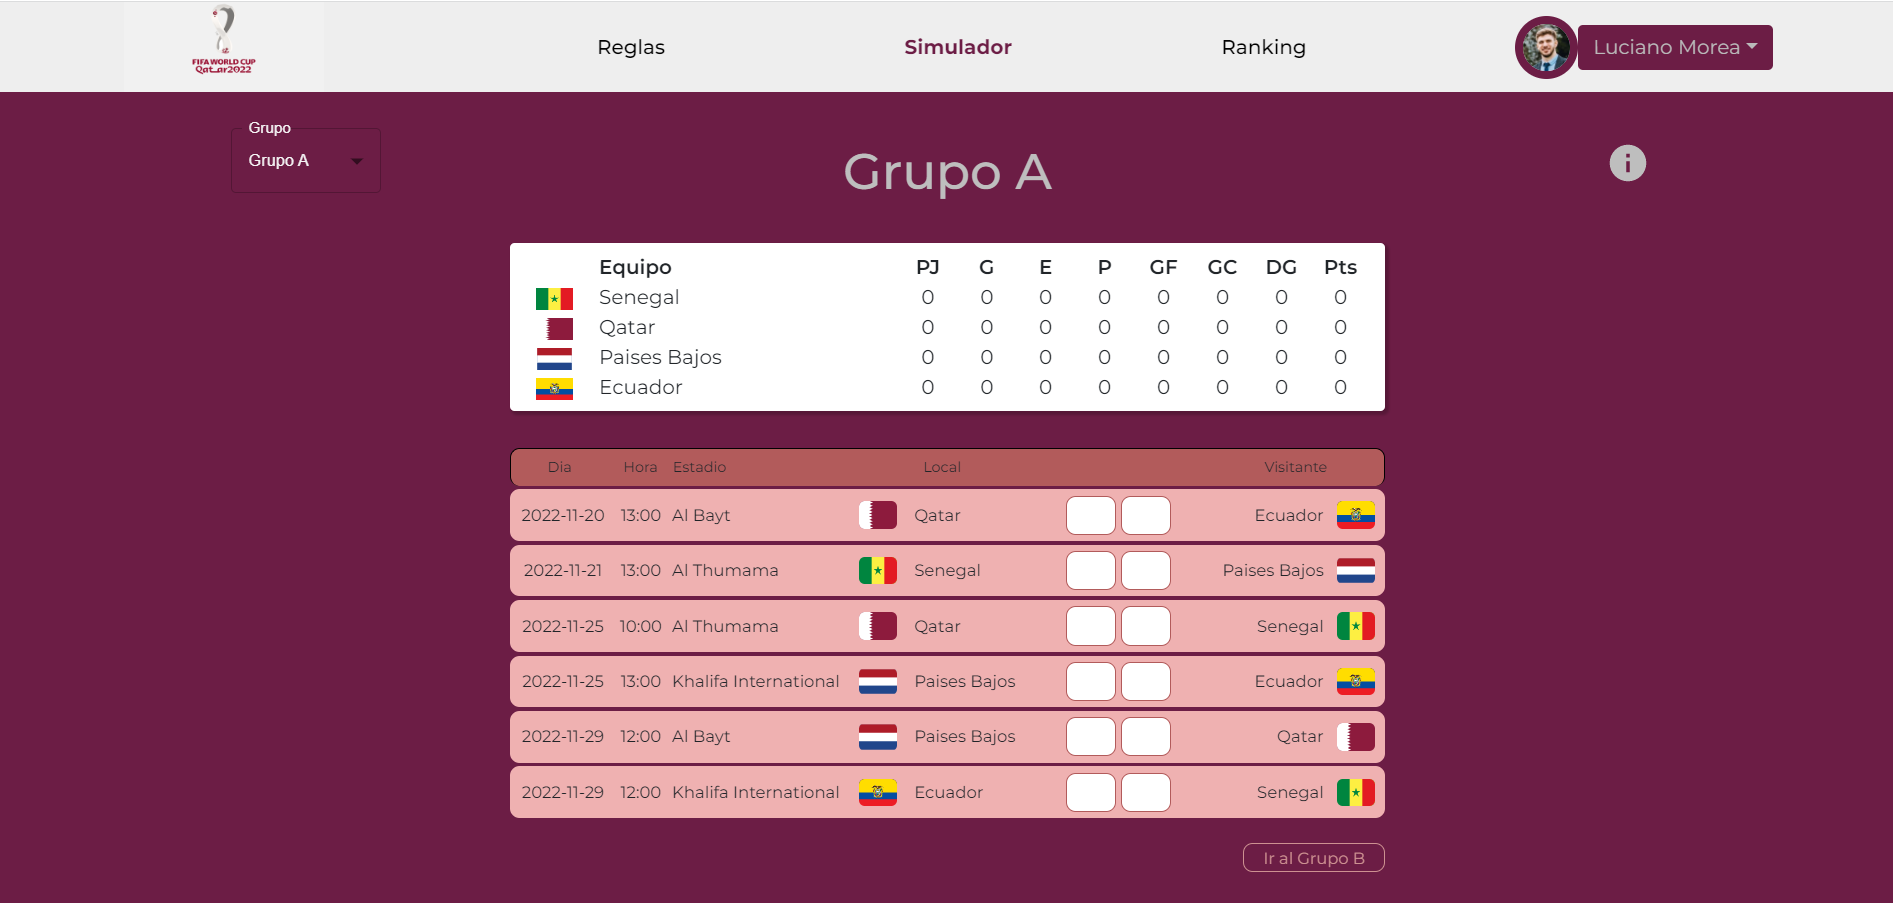 FIFA WORLD CUP
Qatar2022
Reglas
Simulador
Ranking
Luciano Morea
Grupo
Grupo A
Grupo A
Equipo PJ G E P GF GC DG Pts
Senegal 0 0 0 0 0 0 0 0
Qatar 0 0 0 0 0 0 0 0
Paises Bajos 0 0 0 0 0 0 0 0
Ecuador 0 0 0 0 0 0 0 0
Dia Hora Estadio Local Visitante
2022-11-20 13:00 Al Bayt Qatar Ecuador
2022-11-21 13:00 Al Thumama Senegal Paises Bajos
2022-11-25 10:00 Al Thumama Qatar Senegal
2022-11-25 13:00 Khalifa International Paises Bajos Ecuador
2022-11-29 12:00 Al Bayt Paises Bajos Qatar
2022-11-29 12:00 Khalifa International Ecuador Senegal
Ir al Grupo B